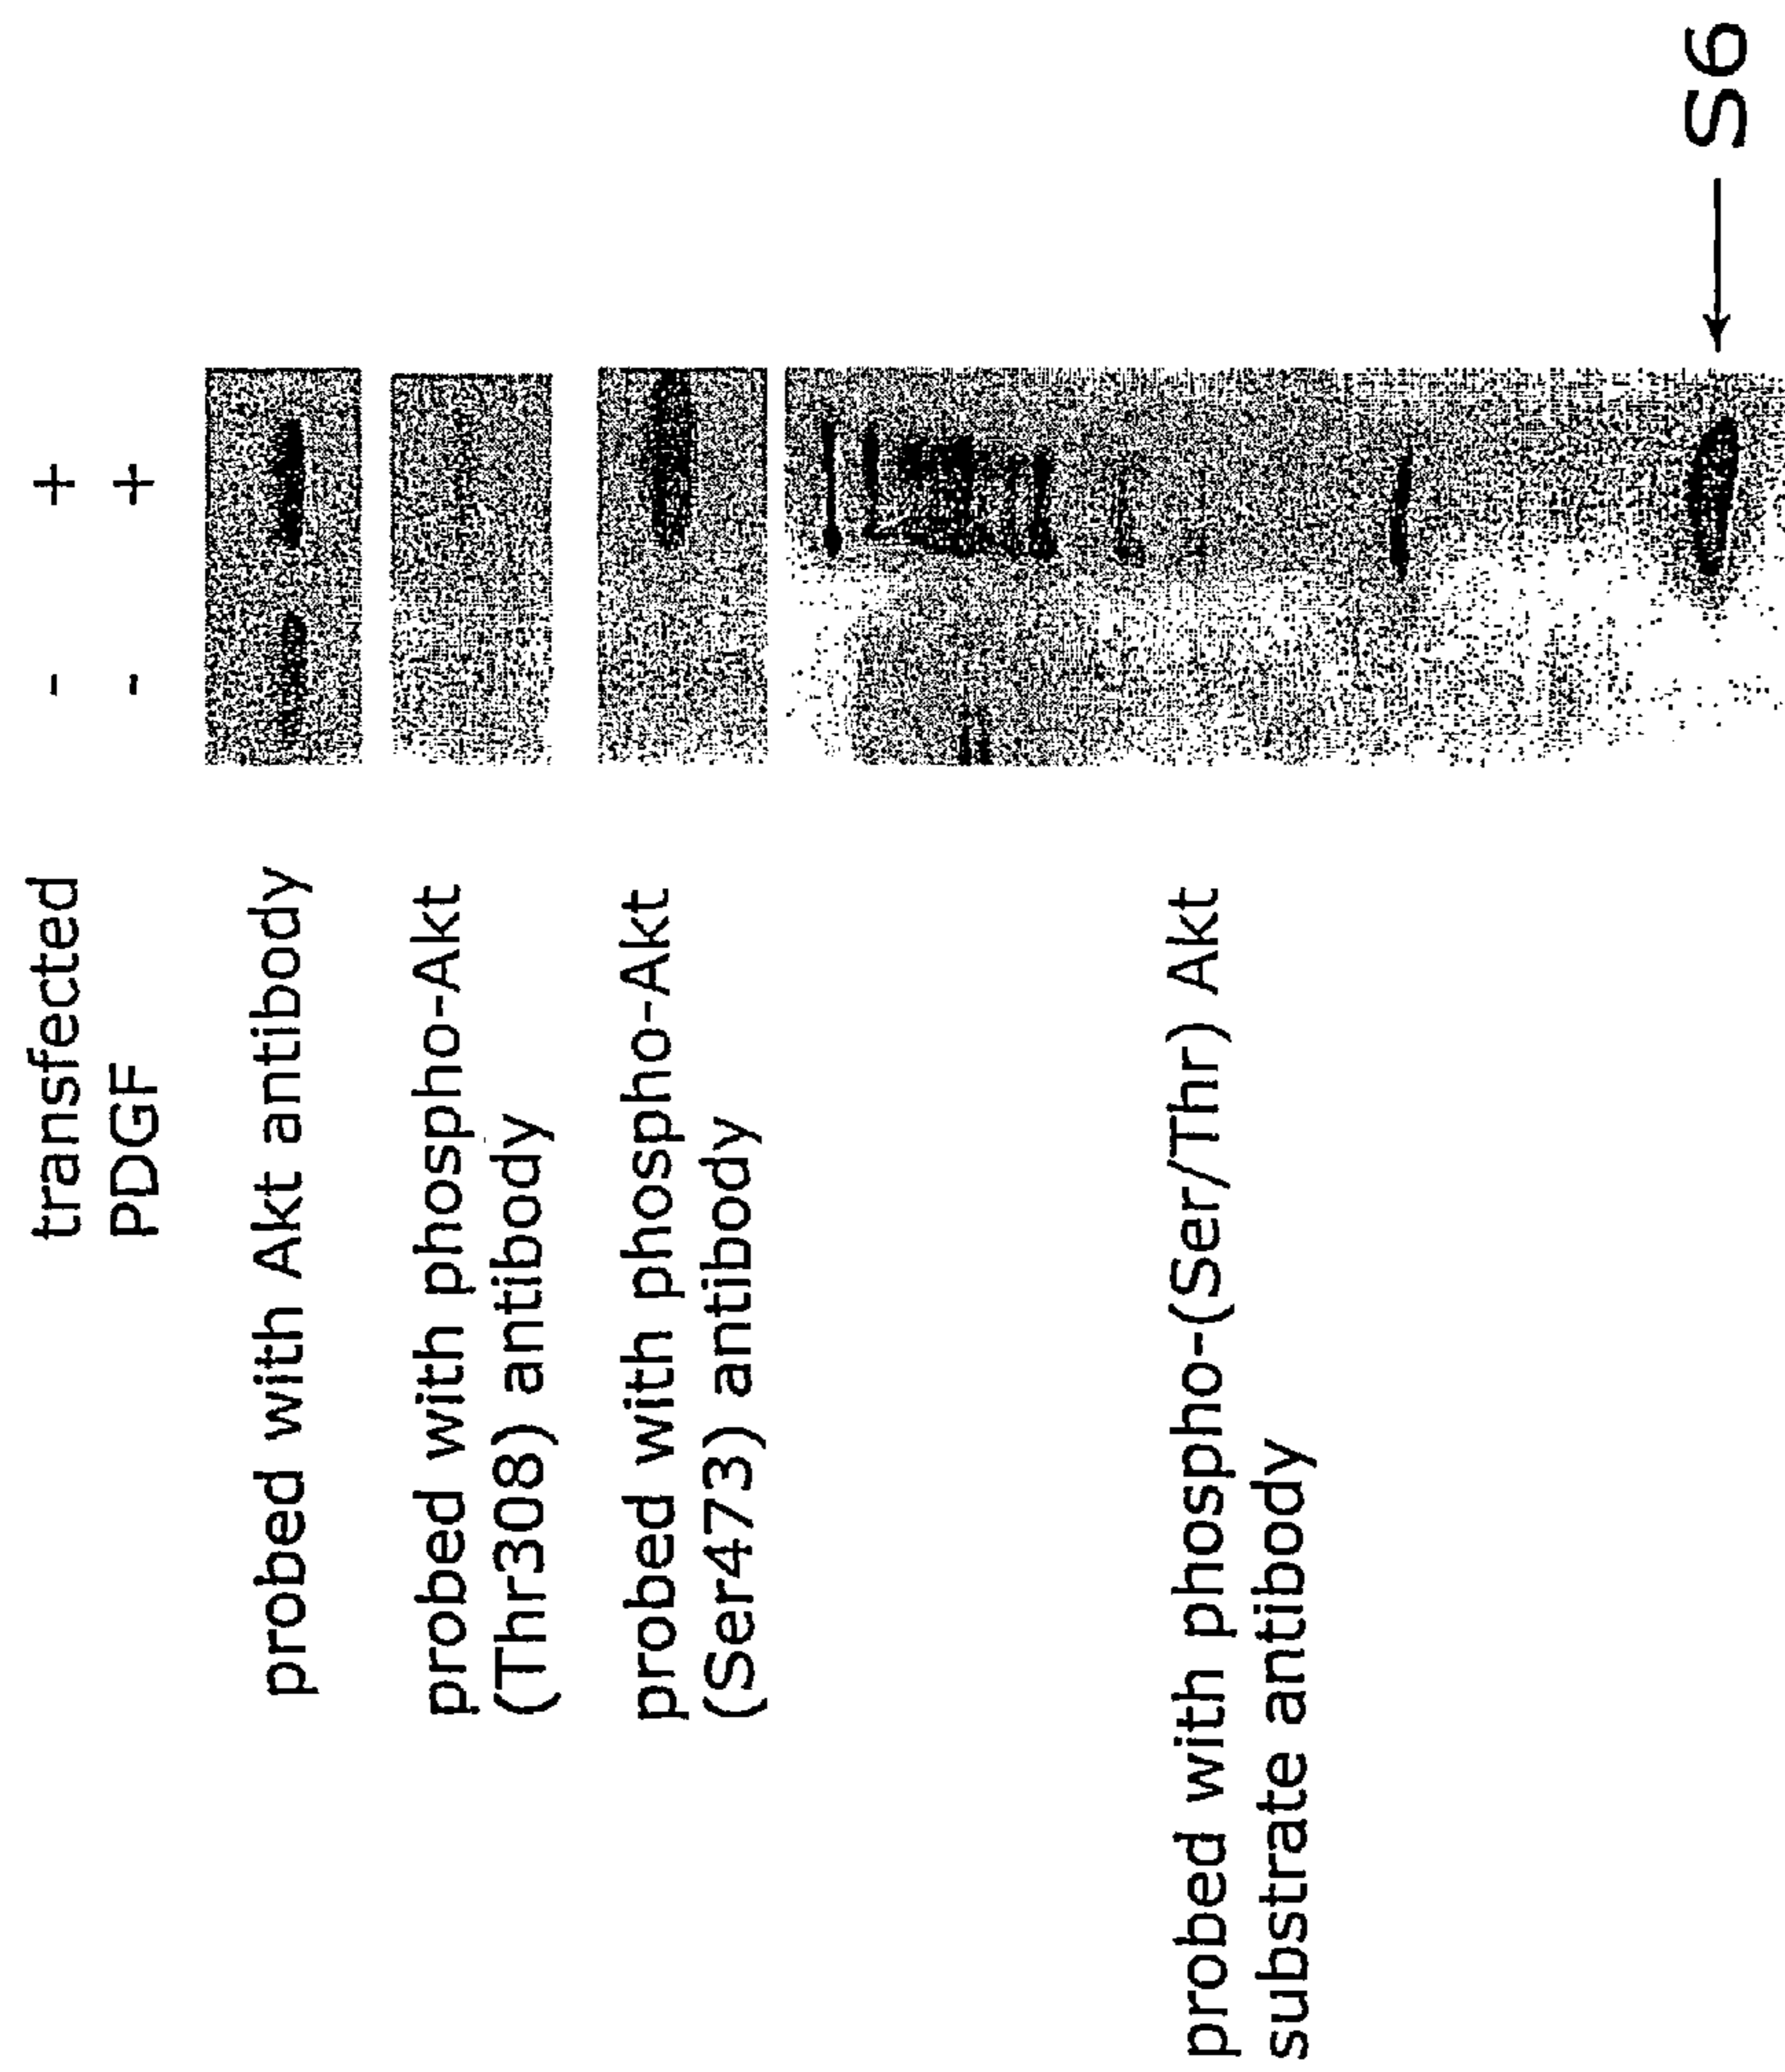 transfected - +
PDGF - +
probed with Akt antibody
probed with phospho-Akt
(Thr308) antibody
probed with phospho-Akt
(Ser473) antibody
probed with phospho-(Ser/Thr) Akt
substrate antibody
S6